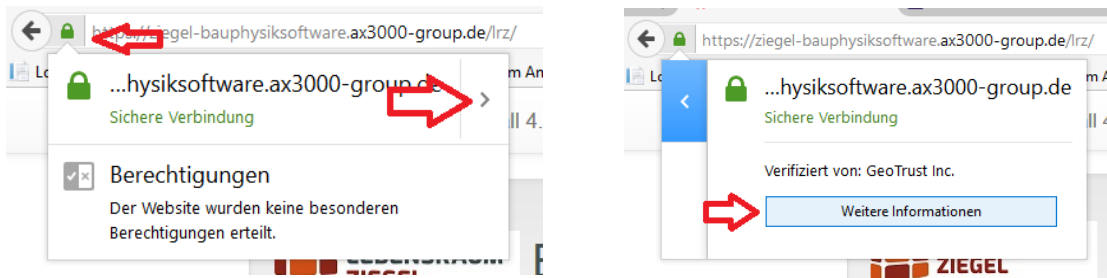 https://ziegel-bauphysiksoftware.ax3000-group.de/lrz/
...hysiksoftware.ax3000-group.de
Sichere Verbindung
Berechtigungen
Der Website wurden keine besonderen
Berechtigungen erteilt.
LEBENSRAUM
ZIEGEL
https://ziegel-bauphysiksoftware.ax3000-group.de/lrz/
...hysiksoftware.ax3000-group.de
Sichere Verbindung
Verifiziert von: GeoTrust Inc.
Weitere Informationen
ZIEGEL